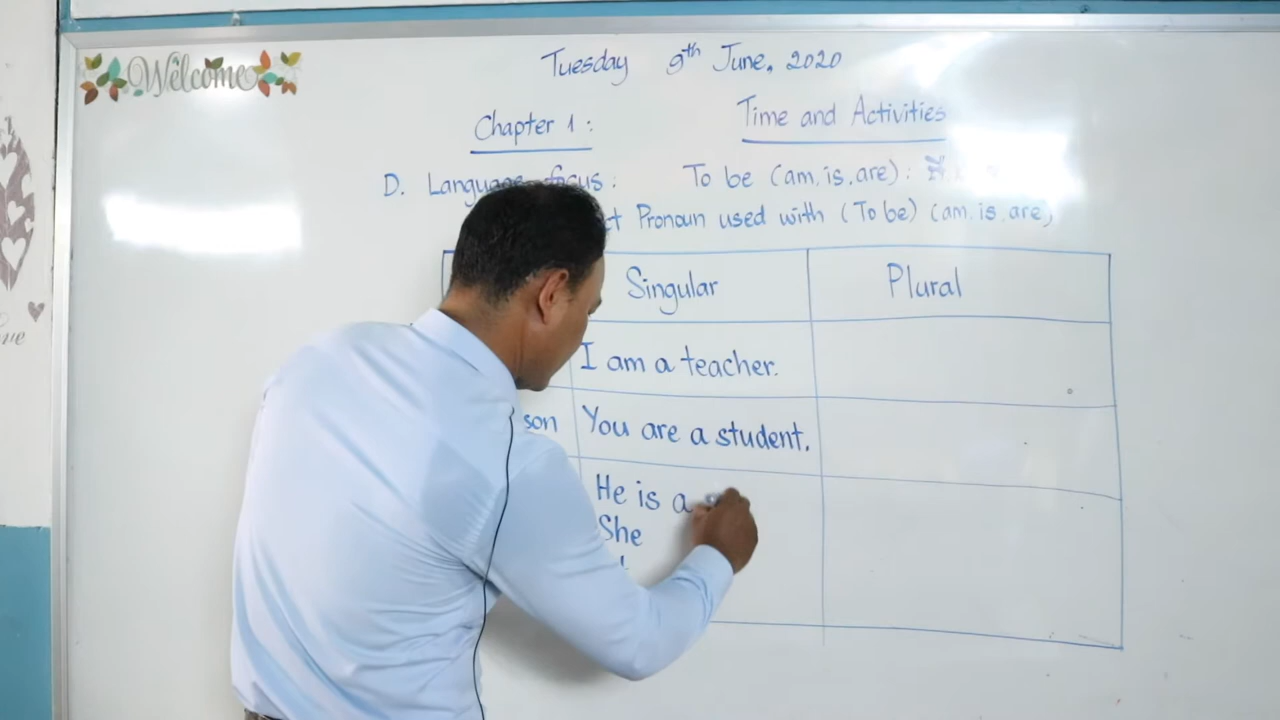 Welcome
Tuesday 9th June, 2020
Chapter 1 : Time and Activities
D. Language focus : To be (am, is, are) :
Pronoun used with (To be) (am, is, are)
Singular Plural
I am a teacher.
son You are a student.
He is a
She